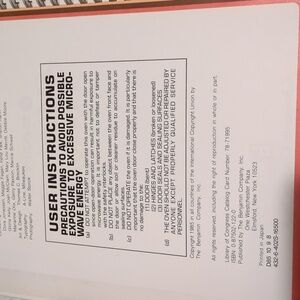 USER INSTRUCTIONS
PRECAUTIONS TO AVOID POSSIBLE
EXPOSURE TO EXCESSIVE MICRO-
WAVE ENERGY
(a) DO NOT attempt to operate this oven with the door open
since open-door operation can result in harmful exposure to
microwave energy. It is important not to defeat or tamper
with the safety interlocks.
(b) DO NOT PLACE any object between the oven front face and
the door or allow soil or cleaner residue to accumulate on
sealing surfaces.
(c) DO NOT OPERATE the oven if it is damaged. It is particularly
important that the oven door close properly and that there is
no damage to the:
(1) DOOR (bent)
(2) HINGES AND LATCHES (broken or loosened)
(3) DOOR SEALS AND SEALING SURFACES
(d) THE OVEN SHOULD NOT BE ADJUSTED OR REPAIRED BY
ANYONE EXCEPT PROPERLY QUALIFIED SERVICE
PERSONNEL.
Copyright 1985 in all countries of the International Copyright Union by
The Benjamin Company, Inc.
All rights reserved, including the right of reproduction in whole or in part.
Library of Congress Catalog Card Number: 78-71995
ISBN: 0-87502-102-0
Published by The Benjamin Company, Inc.
One Westchester Plaza
Elmsford, New York 10523
Printed in Japan